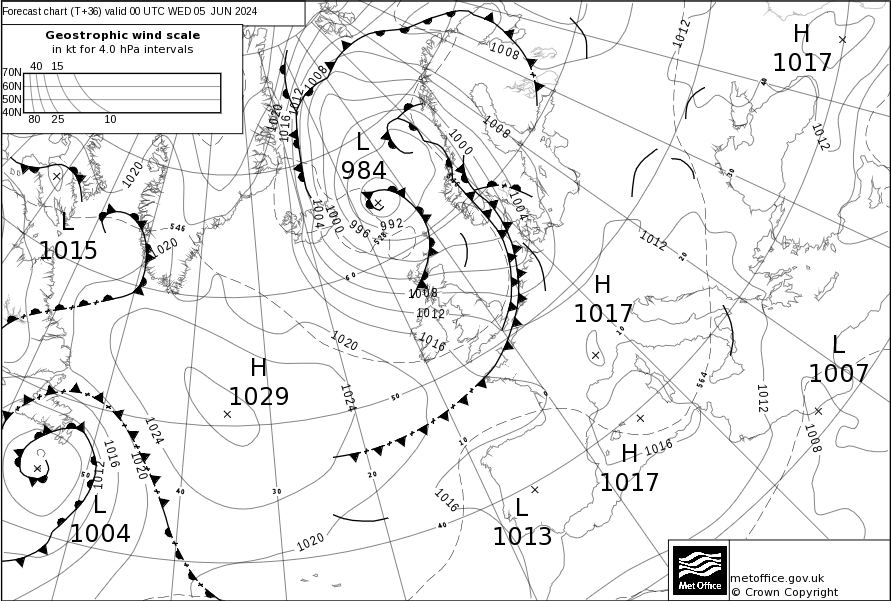 Forecast chart (T+36) valid 00 UTC WED 05 JUN 2024
Geostrophic wind scale
in kt for 4.0 hPa intervals
40 15
70N
60N
50N
40N
80 25 10
H
1017
L
984
L
1015
H
1017
L
1007
H
1029
H
1017
L
1004
L
1013
1008
1012
1008
1012
1020
1016
1012
1008
1000
1020
1004
1004
1000
996
992
546
528
1020
1012
1008
1012
1016
1020
1024
1024
1016
1020
1012
1016
1020
1016
1012
1008
564
60
50
40
30
20
10
0
10
20
30
40
40
50
Met Office
metoffice.gov.uk
© Crown Copyright